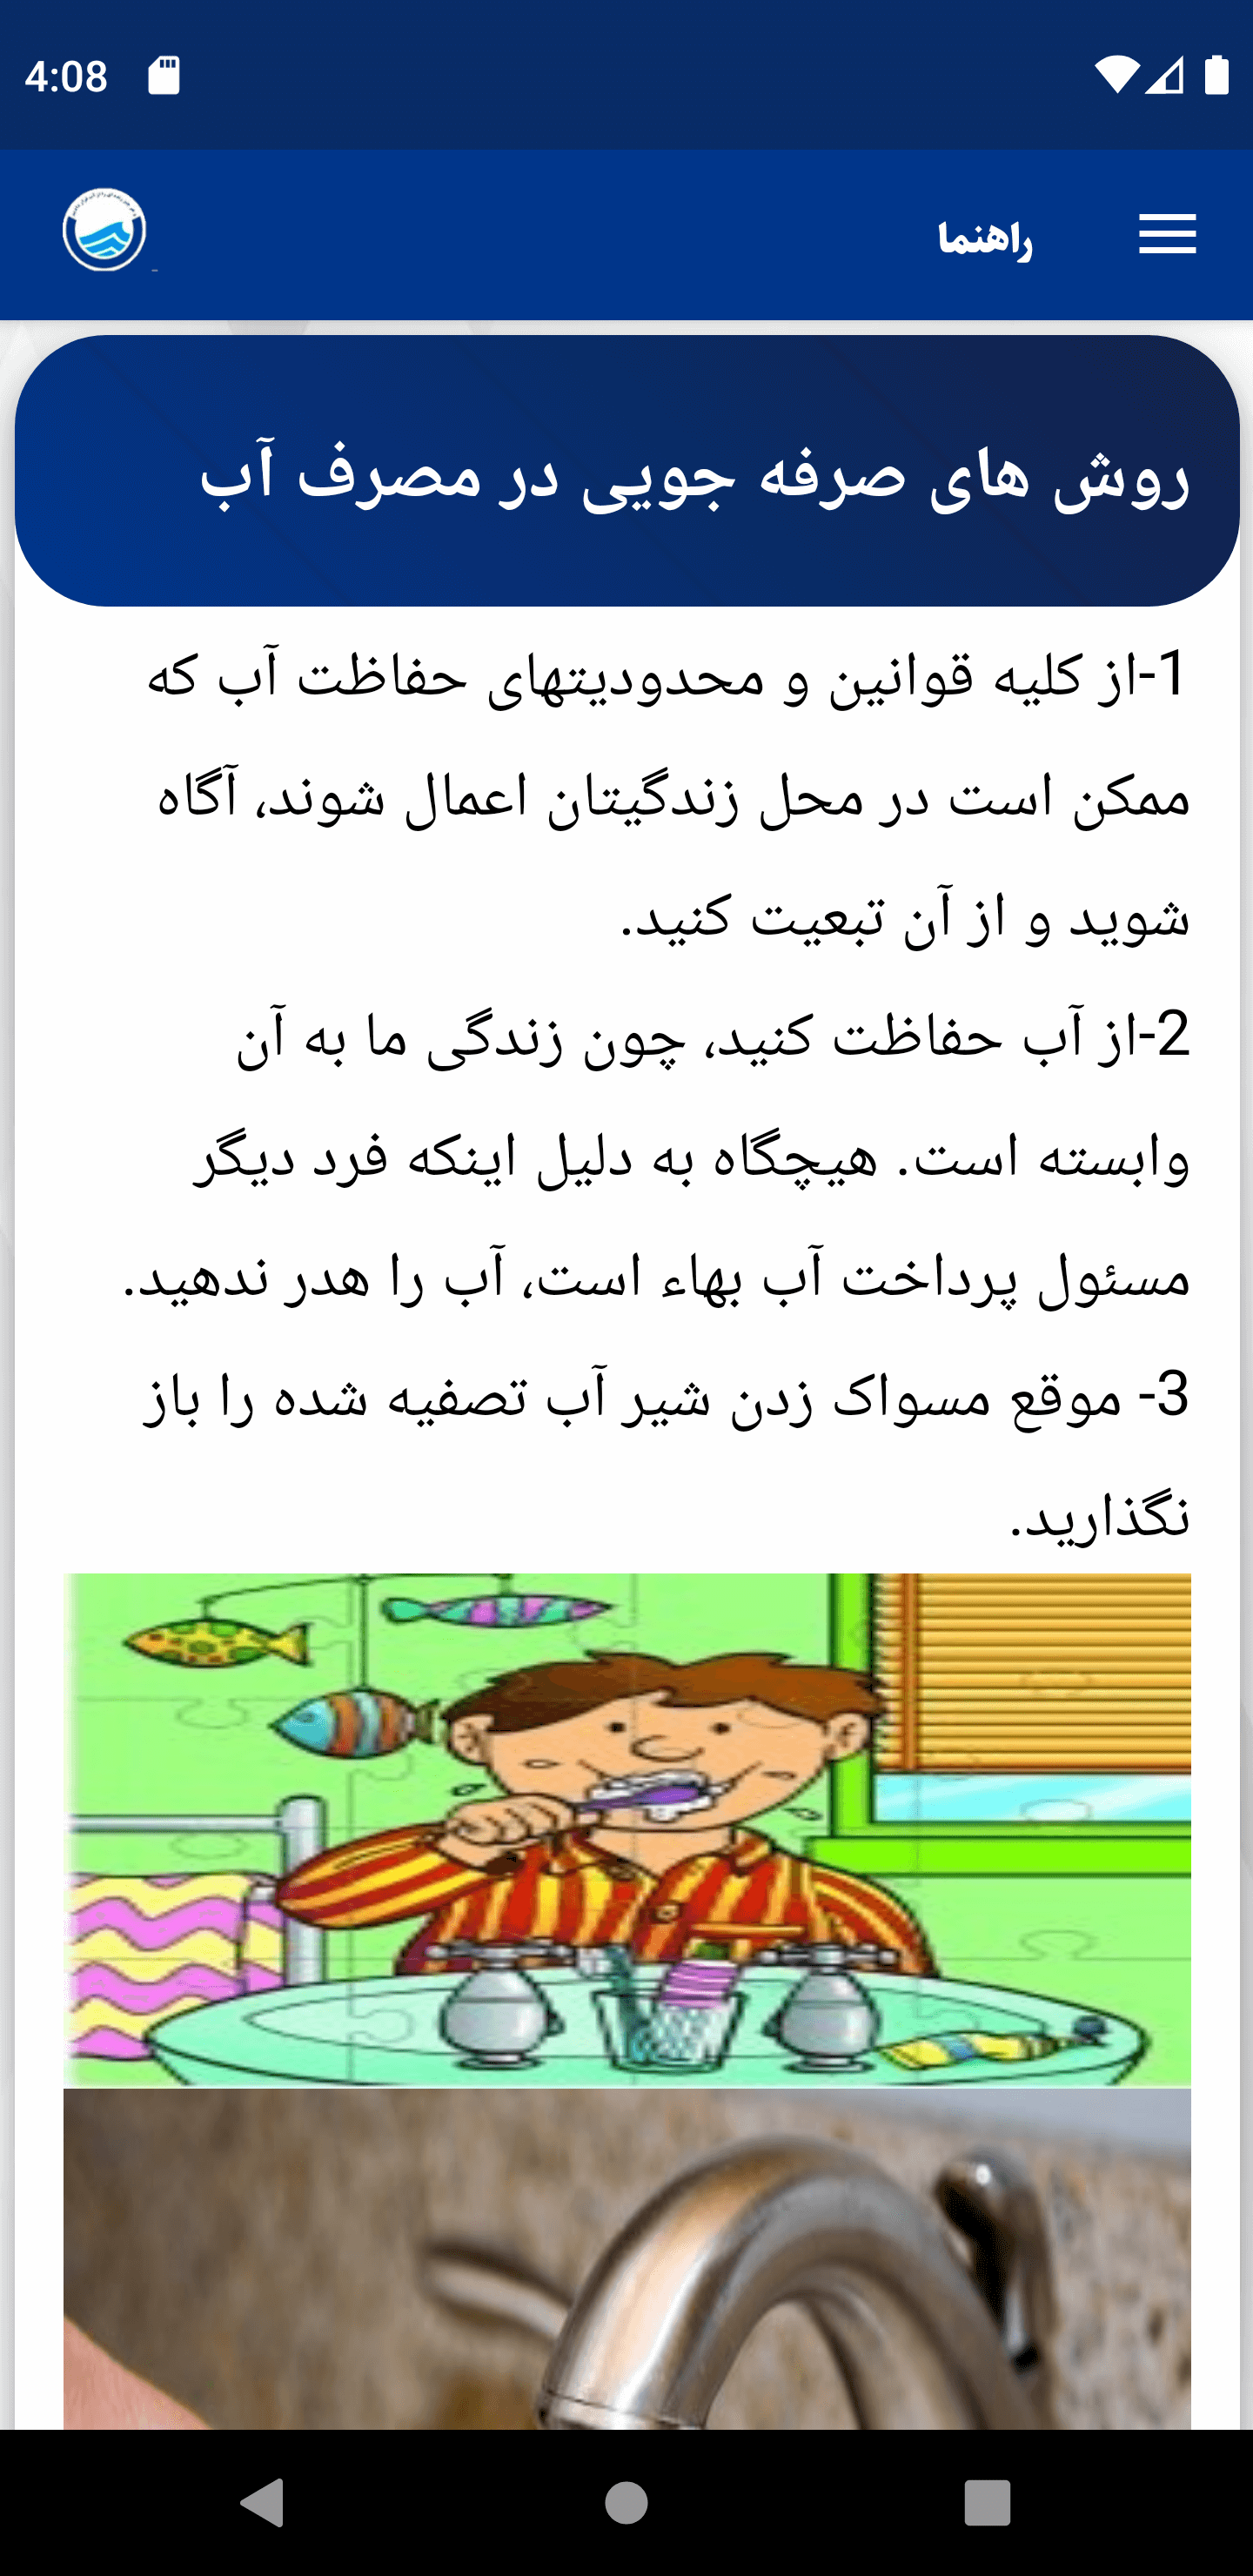 4:08
راهنما
روش های صرفه جویی در مصرف آب
1-از کلیه قوانین و محدودیتهای حفاظت آب که
ممکن است در محل زندگیتان اعمال شوند، آگاه
شوید و از آن تبعیت کنید.
2-از آب حفاظت کنید، چون زندگی ما به آن
وابسته است. هیچگاه به دلیل اینکه فرد دیگر
مسئول پرداخت آب بهاء است، آب را هدر ندهید.
3- موقع مسواک زدن شیر آب تصفیه شده را باز
نگذارید.